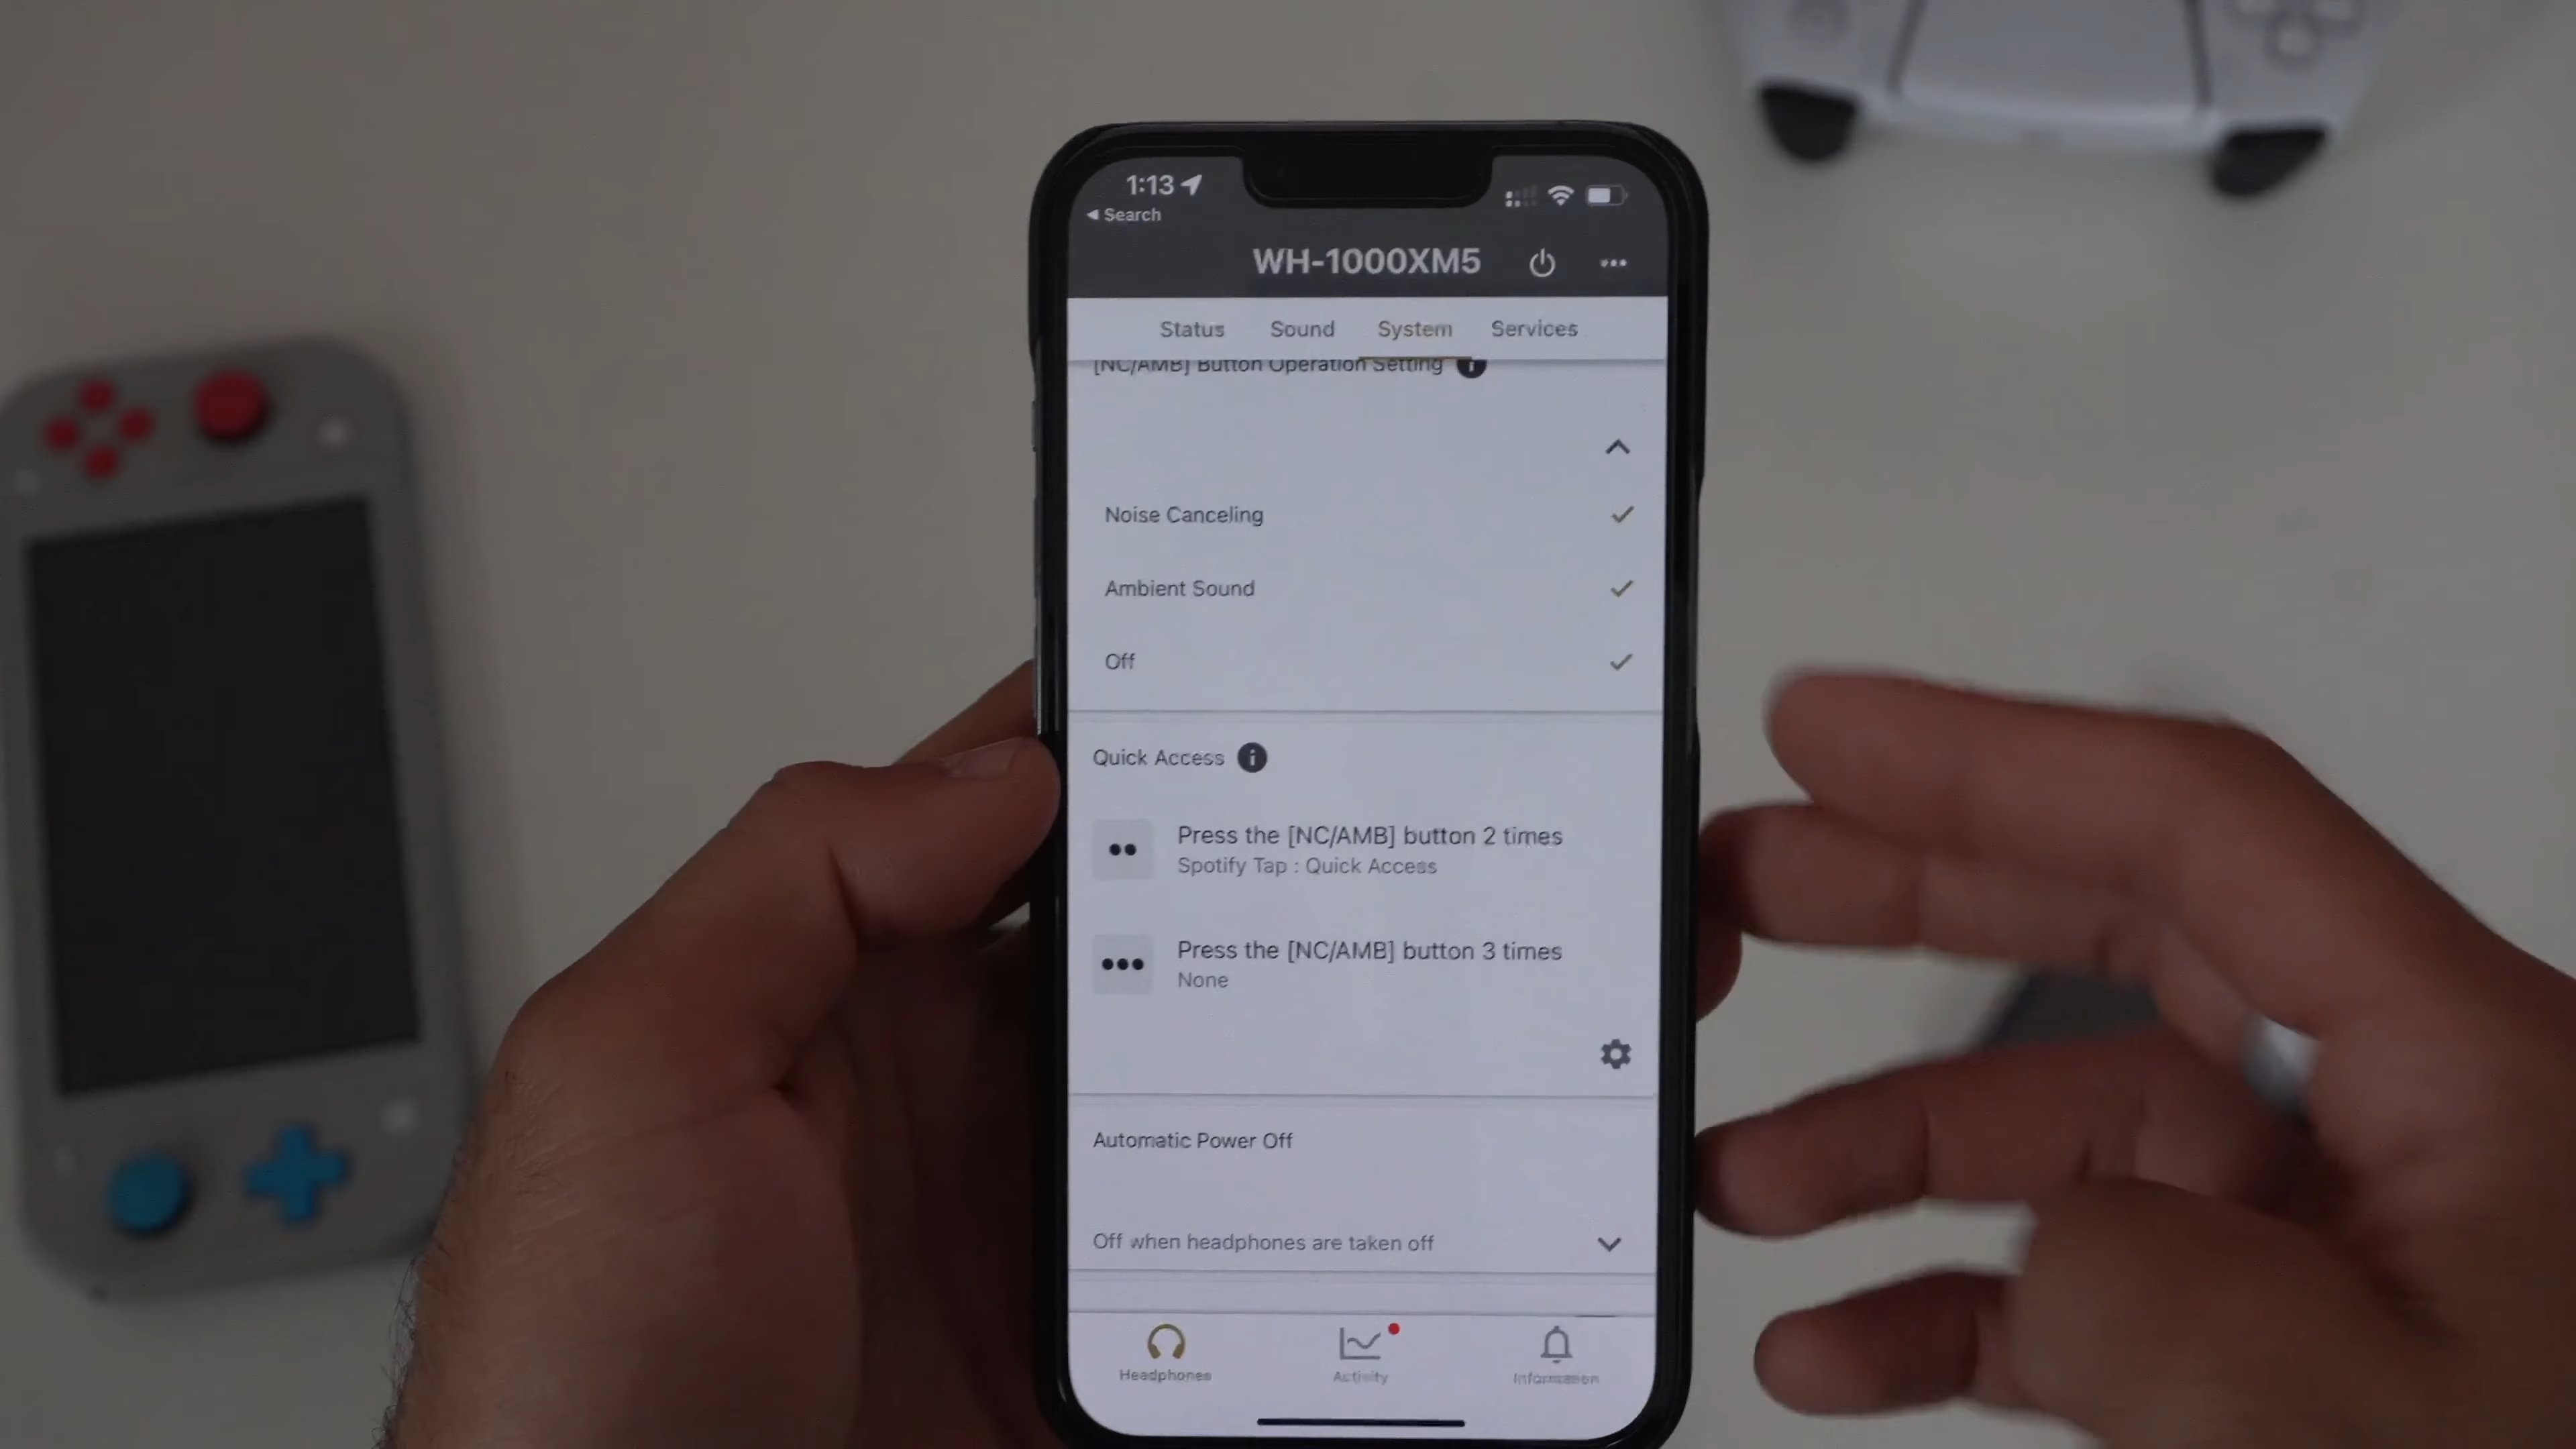 1:13
Search
WH-1000XM5
Status Sound System Services
[NC/AMB] Button Operation Setting
Noise Canceling
Ambient Sound
Off
Quick Access
Press the [NC/AMB] button 2 times
Spotify Tap : Quick Access
Press the [NC/AMB] button 3 times
None
Automatic Power Off
Off when headphones are taken off
Headphones Activity Information